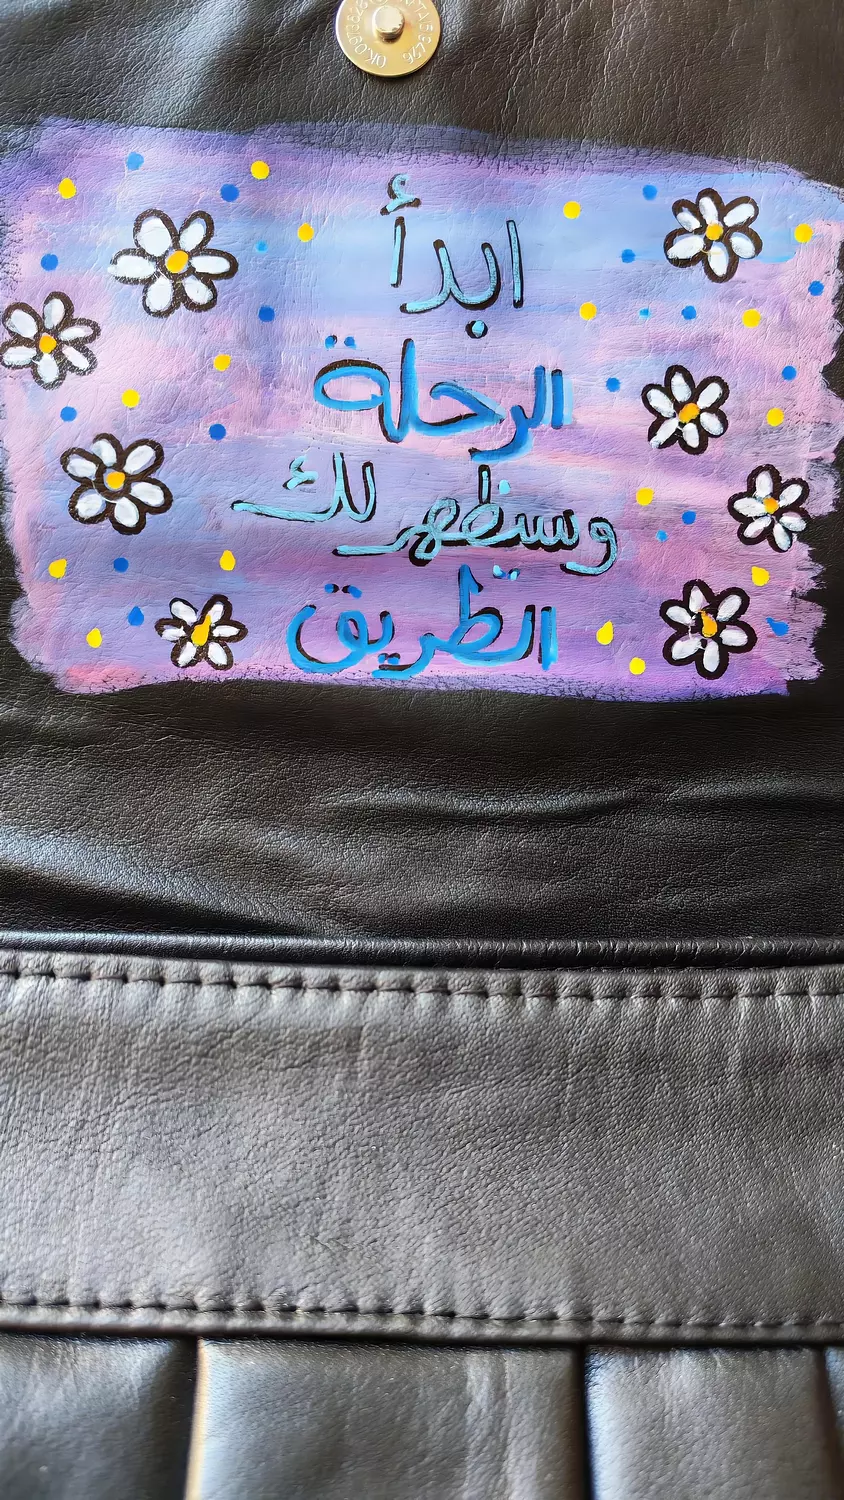 ابدأ
الرحلة
وستظهر لك
الطريق